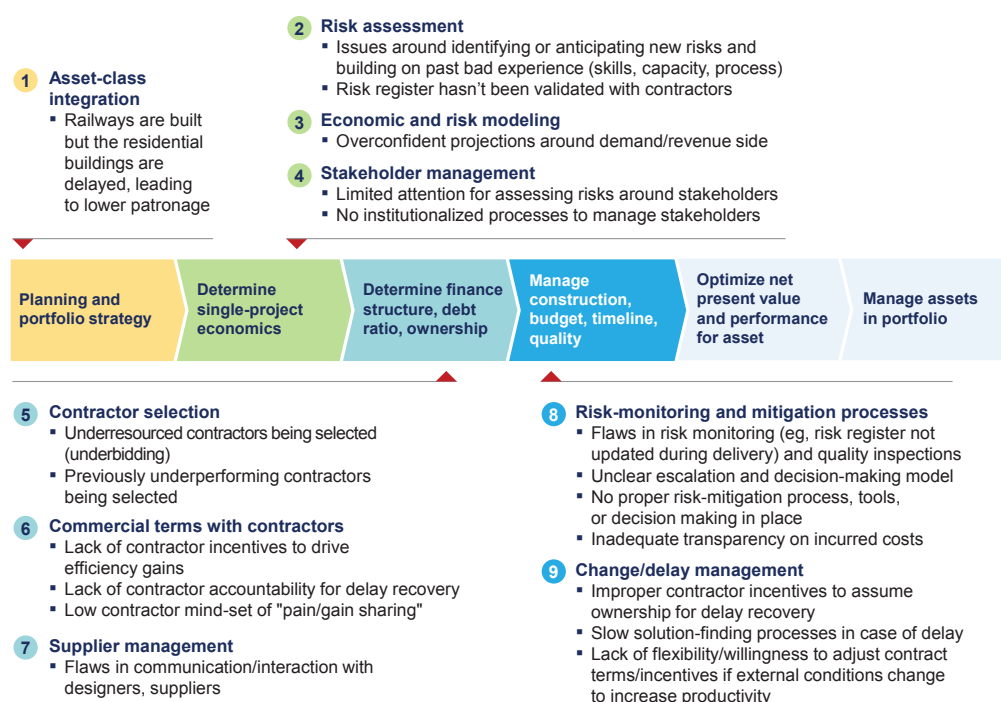 1
Asset-class
integration
▪ Railways are built
but the residential
buildings are
delayed, leading
to lower patronage
2 Risk assessment
▪ Issues around identifying or anticipating new risks and
building on past bad experience (skills, capacity, process)
▪ Risk register hasn't been validated with contractors
3 Economic and risk modeling
▪ Overconfident projections around demand/revenue side
4 Stakeholder management
▪ Limited attention for assessing risks around stakeholders
▪ No institutionalized processes to manage stakeholders
Planning and
portfolio strategy
Determine
single-project
economics
Determine finance
structure, debt
ratio, ownership
Manage
construction,
budget, timeline,
quality
Optimize net
present value
and performance
for asset
Manage assets
in portfolio
5 Contractor selection
▪ Underresourced contractors being selected
(underbidding)
▪ Previously underperforming contractors
being selected
6 Commercial terms with contractors
▪ Lack of contractor incentives to drive
efficiency gains
▪ Lack of contractor accountability for delay recovery
▪ Low contractor mind-set of "pain/gain sharing"
7 Supplier management
▪ Flaws in communication/interaction with
designers, suppliers
8 Risk-monitoring and mitigation processes
▪ Flaws in risk monitoring (eg, risk register not
updated during delivery) and quality inspections
▪ Unclear escalation and decision-making model
▪ No proper risk-mitigation process, tools,
or decision making in place
▪ Inadequate transparency on incurred costs
9 Change/delay management
▪ Improper contractor incentives to assume
ownership for delay recovery
▪ Slow solution-finding processes in case of delay
▪ Lack of flexibility/willingness to adjust contract
terms/incentives if external conditions change
to increase productivity